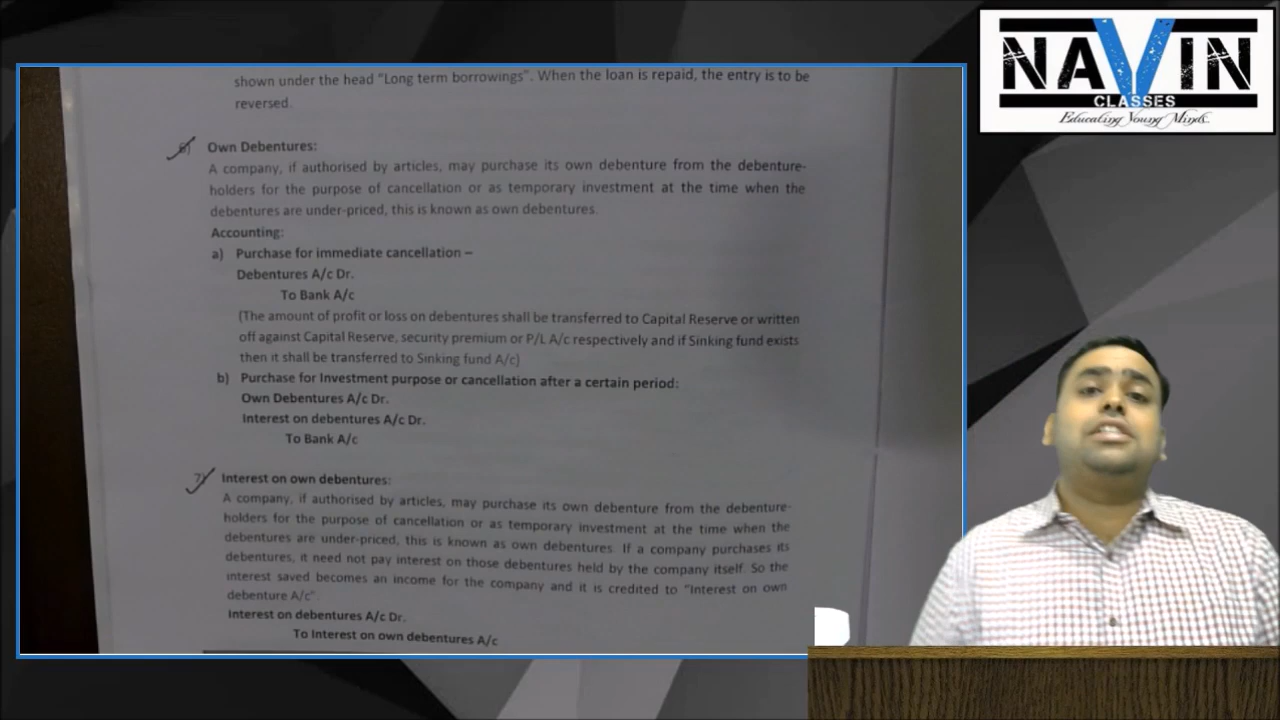 NAVIN
CLASSES
Educating Young Minds.
shown under the head "Long term borrowings". When the loan is repaid, the entry is to be
reversed.
6) Own Debentures:
A company, if authorised by articles, may purchase its own debenture from the debenture-
holders for the purpose of cancellation or as temporary investment at the time when the
debentures are under-priced, this is known as own debentures.
Accounting:
a) Purchase for immediate cancellation –
Debentures A/c Dr.
To Bank A/c
(The amount of profit or loss on debentures shall be transferred to Capital Reserve or written
off against Capital Reserve, security premium or P/L A/c respectively and if Sinking fund exists
then it shall be transferred to Sinking fund A/c)
b) Purchase for Investment purpose or cancellation after a certain period:
Own Debentures A/c Dr.
Interest on debentures A/c Dr.
To Bank A/c
7) Interest on own debentures:
A company, if authorised by articles, may purchase its own debenture from the debenture-
holders for the purpose of cancellation or as temporary investment at the time when the
debentures are under-priced, this is known as own debentures. If a company purchases its
debentures, it need not pay interest on those debentures held by the company itself. So the
interest saved becomes an income for the company and it is credited to "Interest on own
debenture A/c"
Interest on debentures A/c Dr.
To Interest on own debentures A/c